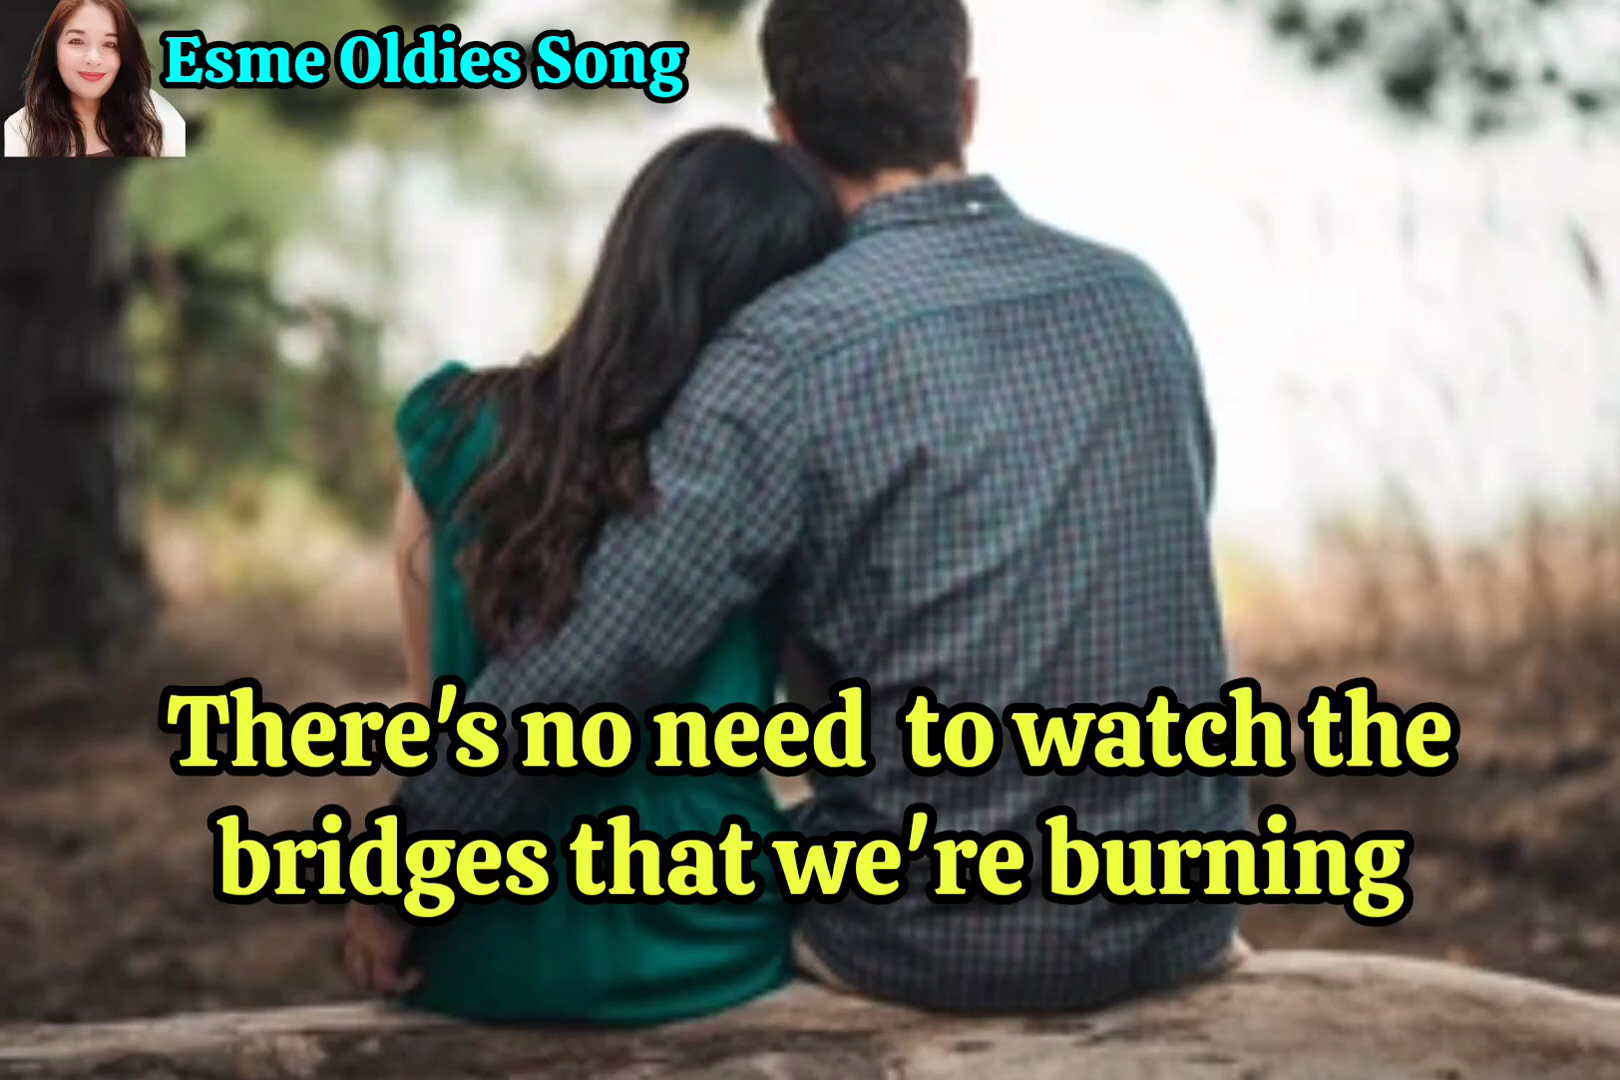 Esme Oldies Song
There's no need to watch the
bridges that we're burning